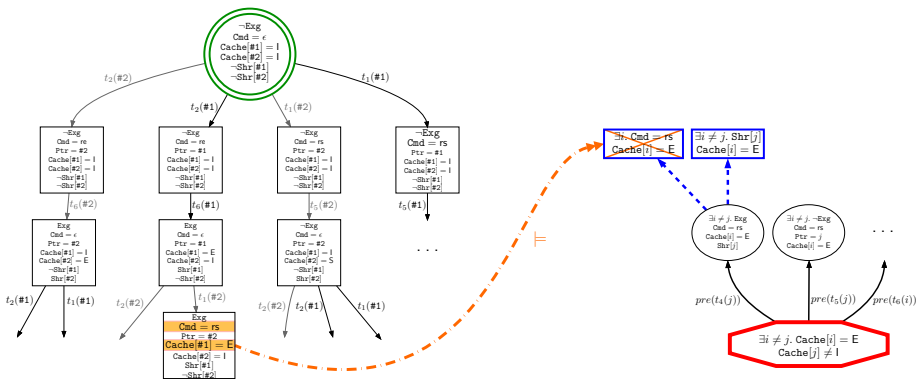 ¬Exg
Cmd = ϵ
Cache[#1] = I
Cache[#2] = I
¬Shr[#1]
¬Shr[#2]
t₂(#2)
t₂(#1)
t₁(#2)
t₁(#1)
¬Exg
Cmd = re
Ptr = #2
Cache[#1] = I
Cache[#2] = I
¬Shr[#1]
¬Shr[#2]
¬Exg
Cmd = re
Ptr = #1
Cache[#1] = I
Cache[#2] = I
¬Shr[#1]
¬Shr[#2]
¬Exg
Cmd = rs
Ptr = #2
Cache[#1] = I
Cache[#2] = I
¬Shr[#1]
¬Shr[#2]
¬Exg
Cmd = rs
Ptr = #1
Cache[#1] = I
Cache[#2] = I
¬Shr[#1]
¬Shr[#2]
t₆(#2)
t₆(#1)
t₅(#2)
t₅(#1)
Exg
Cmd = ϵ
Ptr = #2
Cache[#1] = I
Cache[#2] = E
¬Shr[#1]
Shr[#2]
Exg
Cmd = ϵ
Ptr = #1
Cache[#1] = E
Cache[#2] = I
Shr[#1]
¬Shr[#2]
¬Exg
Cmd = ϵ
Ptr = #2
Cache[#1] = I
Cache[#2] = S
¬Shr[#1]
Shr[#2]
. . .
t₂(#1)
t₁(#1)
t₂(#2)
t₁(#2)
t₂(#2)
t₂(#1)
t₁(#1)
Exg
Cmd = rs
Ptr = #2
Cache[#1] = E
Cache[#2] = I
Shr[#1]
¬Shr[#2]
⊨
∃i. Cmd = rs
Cache[i] = E
∃i ≠ j. Shr[j]
Cache[i] = E
∃i ≠ j. Exg
Cmd = rs
Cache[i] = E
Shr[j]
∃i ≠ j. ¬Exg
Cmd = rs
Ptr = j
Cache[i] = E
. . .
pre(t₄(j))
pre(t₅(j))
pre(t₆(i))
∃i ≠ j. Cache[i] = E
Cache[j] ≠ I